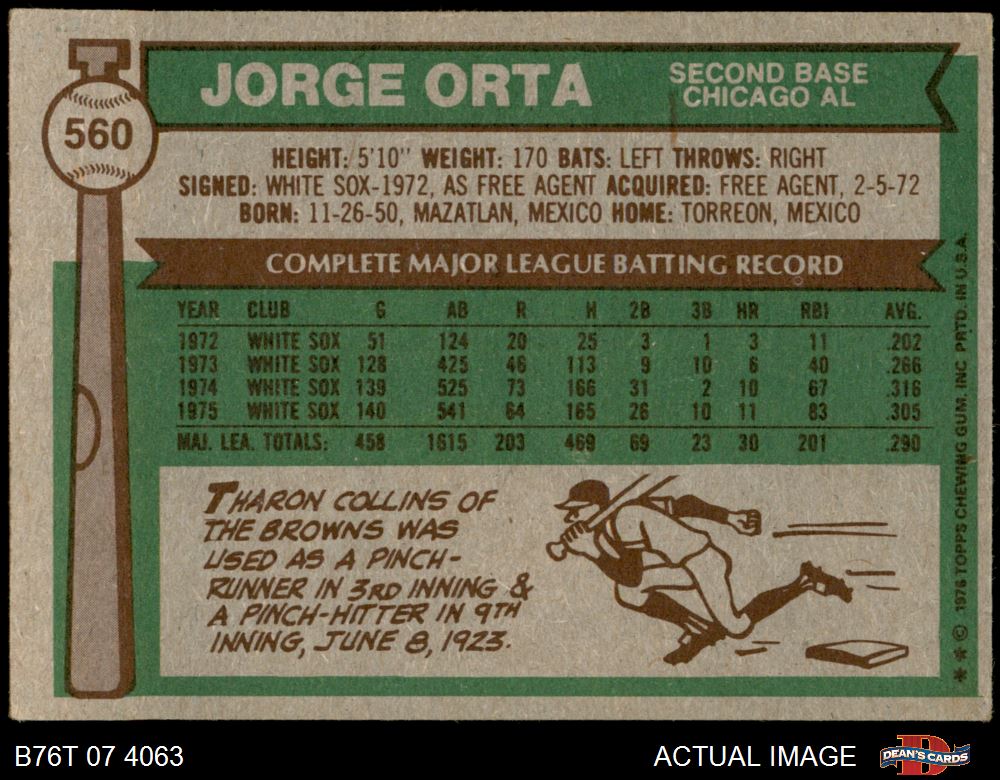 560
JORGE ORTA
SECOND BASE
CHICAGO AL
HEIGHT: 5'10" WEIGHT: 170 BATS: LEFT THROWS: RIGHT
SIGNED: WHITE SOX-1972, AS FREE AGENT ACQUIRED: FREE AGENT, 2-5-72
BORN: 11-26-50, MAZATLAN, MEXICO HOME: TORREON, MEXICO
COMPLETE MAJOR LEAGUE BATTING RECORD
YEAR CLUB G AB R H 2B 3B HR RBI AVG.
1972 WHITE SOX 51 124 20 25 3 1 3 11 .202
1973 WHITE SOX 128 425 46 113 9 10 6 40 .266
1974 WHITE SOX 139 525 73 166 31 2 10 67 .316
1975 WHITE SOX 140 541 64 165 26 10 11 83 .305
MAJ. LEA. TOTALS: 458 1615 203 469 69 23 30 201 .290
THARON COLLINS OF
THE BROWNS WAS
USED AS A PINCH-
RUNNER IN 3RD INNING &
A PINCH-HITTER IN 9TH
INNING, JUNE 8, 1923.
* * © 1976 TOPPS CHEWING GUM, INC PRTD. IN U.S.A.
B76T 07 4063
ACTUAL IMAGE
D
DEAN'S CARDS